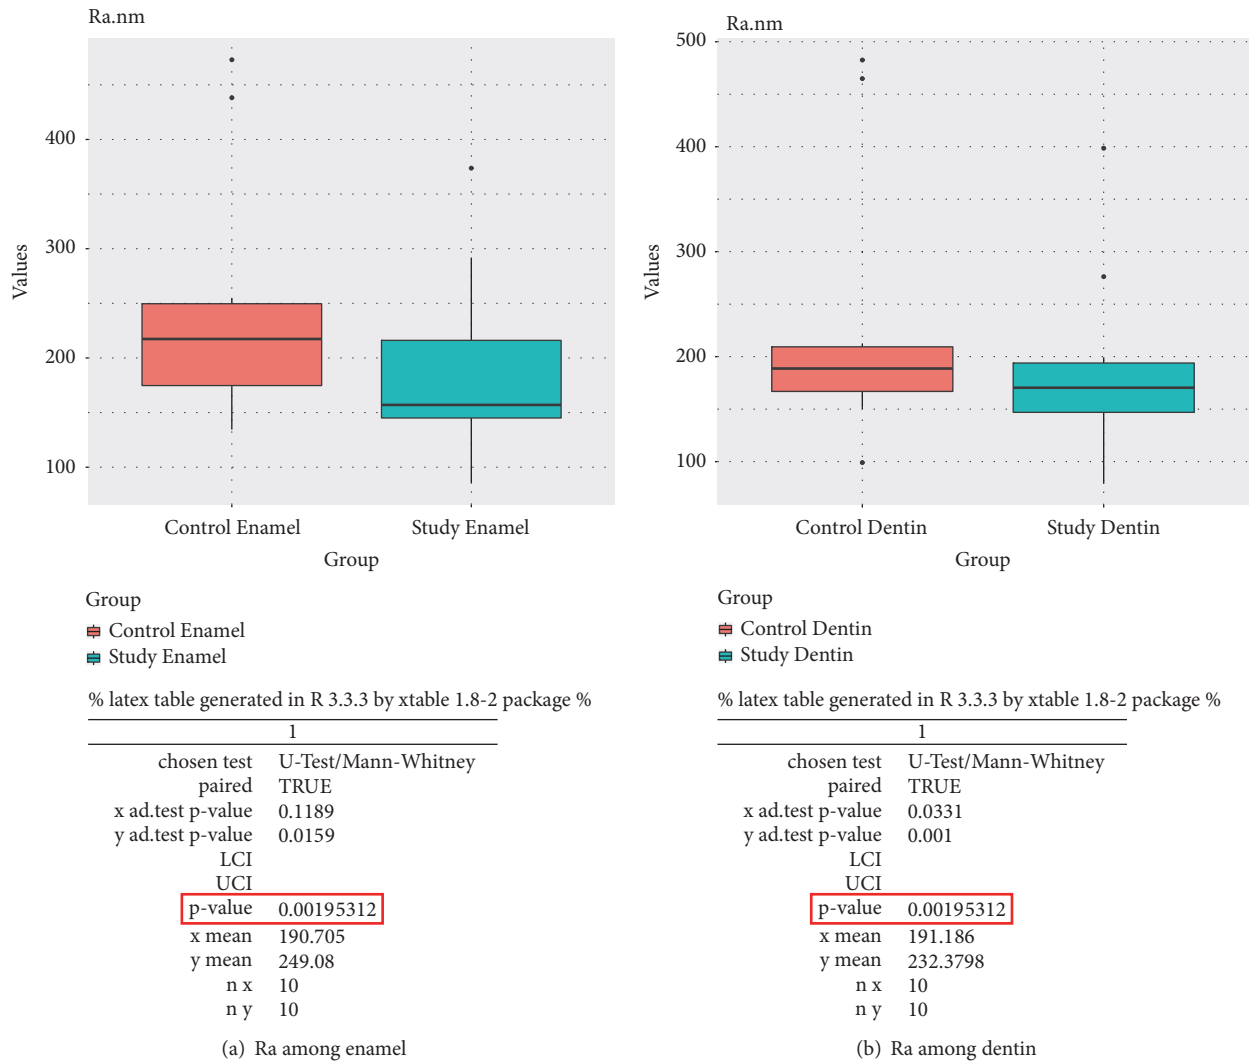 Ra.nm
Values
400
300
200
100
Control Enamel
Study Enamel
Group
Group
Control Enamel
Study Enamel
% latex table generated in R 3.3.3 by xtable 1.8-2 package %
1
chosen test U-Test/Mann-Whitney
paired TRUE
x ad.test p-value 0.1189
y ad.test p-value 0.0159
LCI
UCI
p-value 0.00195312
x mean 190.705
y mean 249.08
n x 10
n y 10
(a) Ra among enamel
Ra.nm
Values
500
400
300
200
100
Control Dentin
Study Dentin
Group
Group
Control Dentin
Study Dentin
% latex table generated in R 3.3.3 by xtable 1.8-2 package %
1
chosen test U-Test/Mann-Whitney
paired TRUE
x ad.test p-value 0.0331
y ad.test p-value 0.001
LCI
UCI
p-value 0.00195312
x mean 191.186
y mean 232.3798
n x 10
n y 10
(b) Ra among dentin